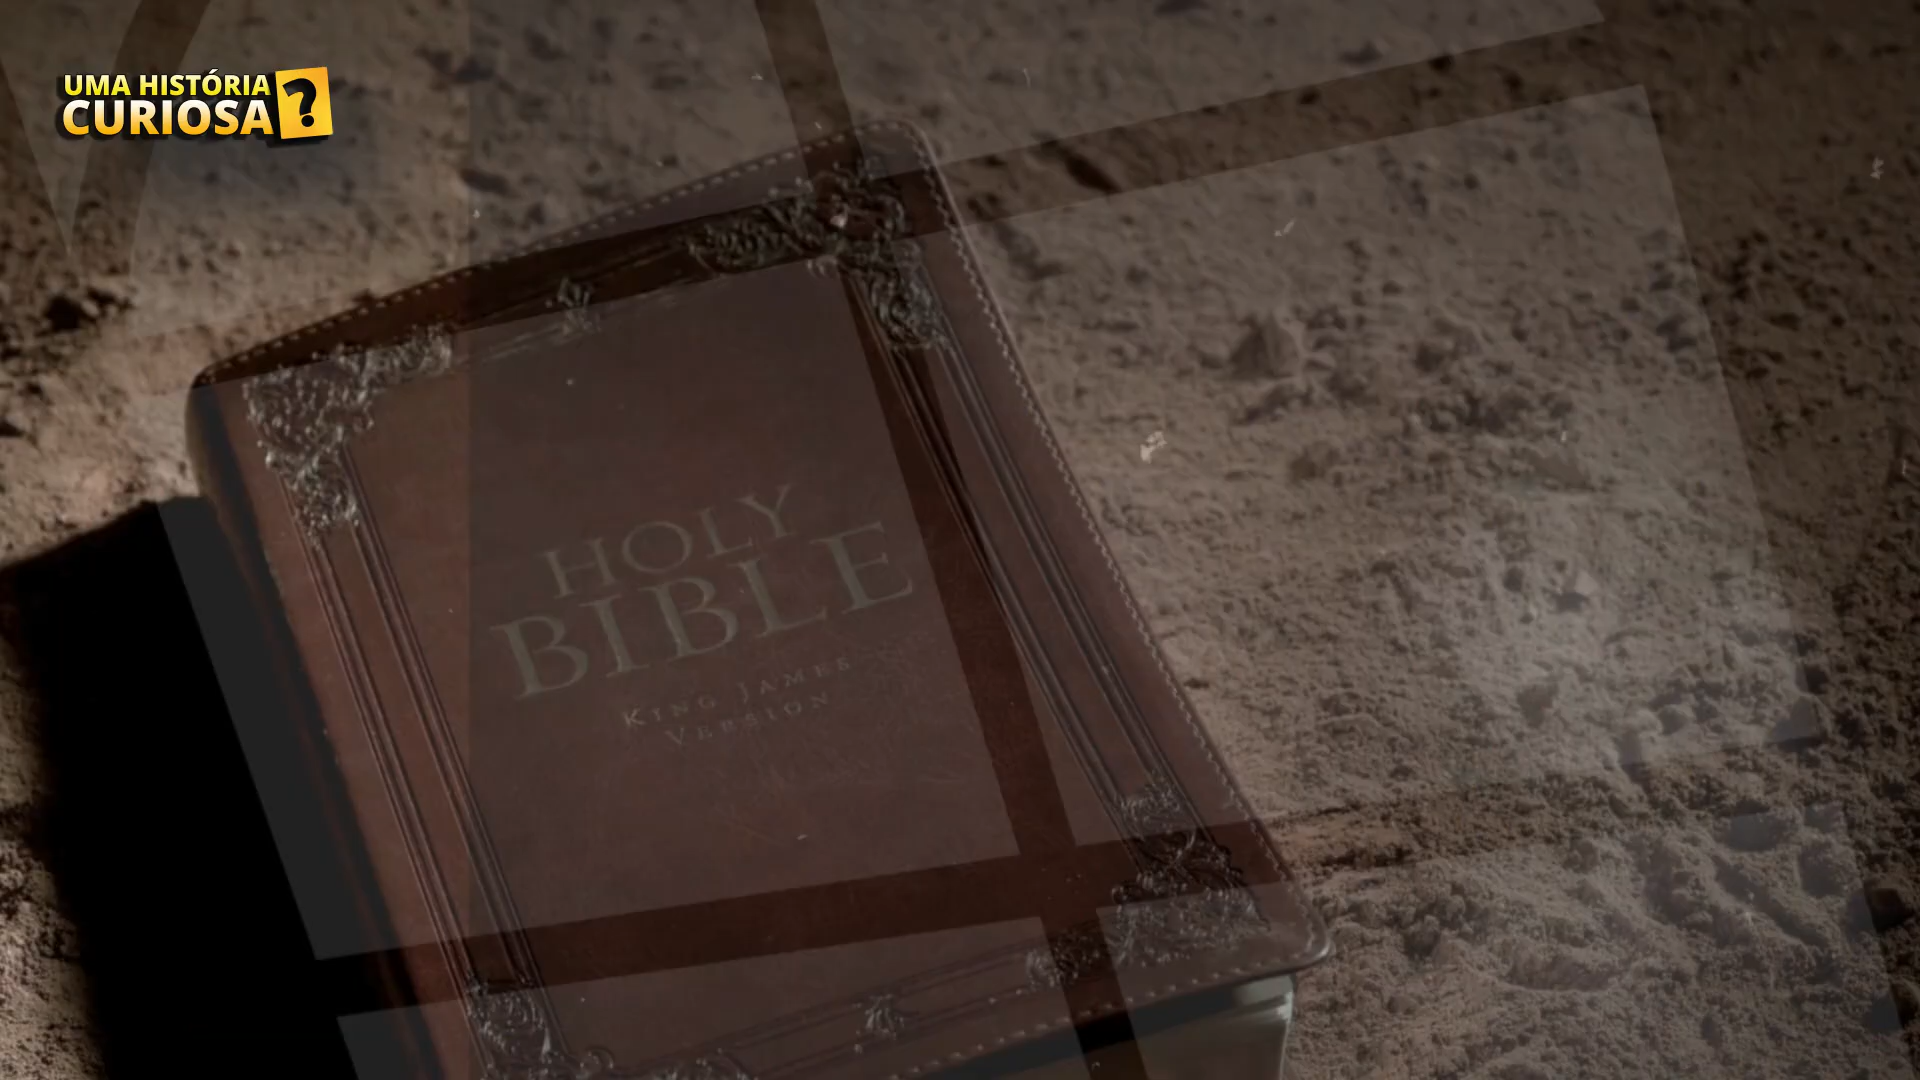 UMA HISTÓRIA
CURIOSA ?
HOLY
BIBLE
KING JAMES
VERSION